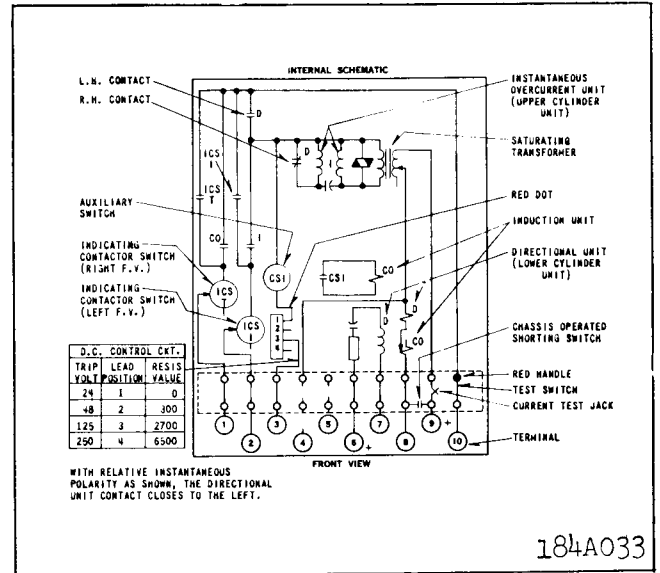 INTERNAL SCHEMATIC
L.H. CONTACT
R.H. CONTACT
D
INSTANTANEOUS
OVERCURRENT UNIT
(UPPER CYLINDER
UNIT)
D
I
SATURATING
TRANSFORMER
ICS
I
ICS
T
AUXILIARY
SWITCH
RED DOT
INDUCTION UNIT
CO
I
INDICATING
CONTACTOR SWITCH
(RIGHT F.V.)
CS1
CS1
CO
DIRECTIONAL UNIT
(LOWER CYLINDER
UNIT)
ICS
T
INDICATING
CONTACTOR SWITCH
(LEFT F.V.)
ICS
I
1
2
3
4
D
D
CO
CHASSIS OPERATED
SHORTING SWITCH
D.C. CONTROL CKT.
TRIP VOLT LEAD POSITION RESIS VALUE
24 1 0
48 2 300
125 3 2700
250 4 6500
RED HANDLE
TEST SWITCH
CURRENT TEST JACK
1 2 3 4 5 6 + 7 8 9 + 10
TERMINAL
FRONT VIEW
WITH RELATIVE INSTANTANEOUS
POLARITY AS SHOWN, THE DIRECTIONAL
UNIT CONTACT CLOSES TO THE LEFT.
184A033